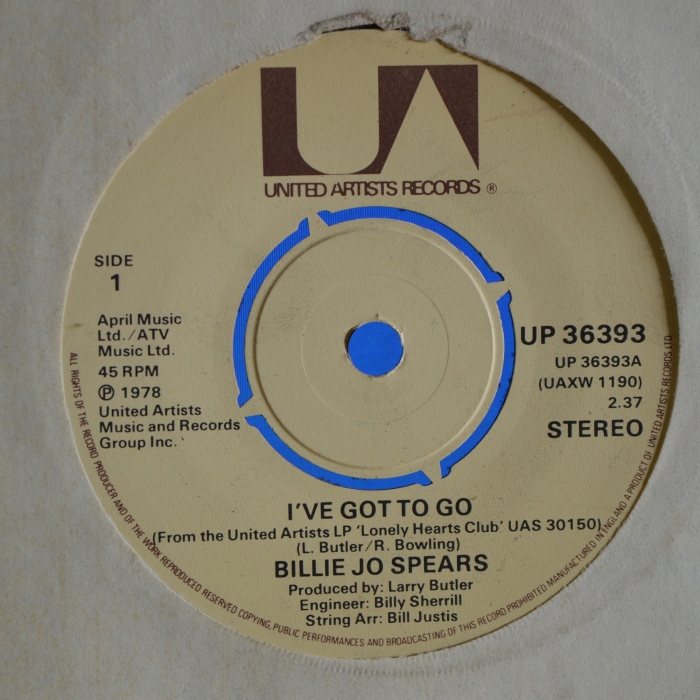 UA
UNITED ARTISTS RECORDS ®
SIDE
1
April Music
Ltd./ATV
Music Ltd.
45 RPM
Ⓟ 1978
United Artists
Music and Records
Group Inc.
UP 36393
UP 36393A
(UAXW 1190)
2.37
STEREO
I'VE GOT TO GO
(From the United Artists LP 'Lonely Hearts Club' UAS 30150)
(L. Butler/R. Bowling)
BILLIE JO SPEARS
Produced by: Larry Butler
Engineer: Billy Sherrill
String Arr: Bill Justis
ALL RIGHTS OF THE RECORD PRODUCER AND OF THE WORK REPRODUCED RESERVED COPYING, PUBLIC PERFORMANCES AND BROADCASTING OF THIS RECORD PROHIBITED MANUFACTURED IN ENGLAND A PRODUCT OF UNITED ARTISTS RECORDS LTD